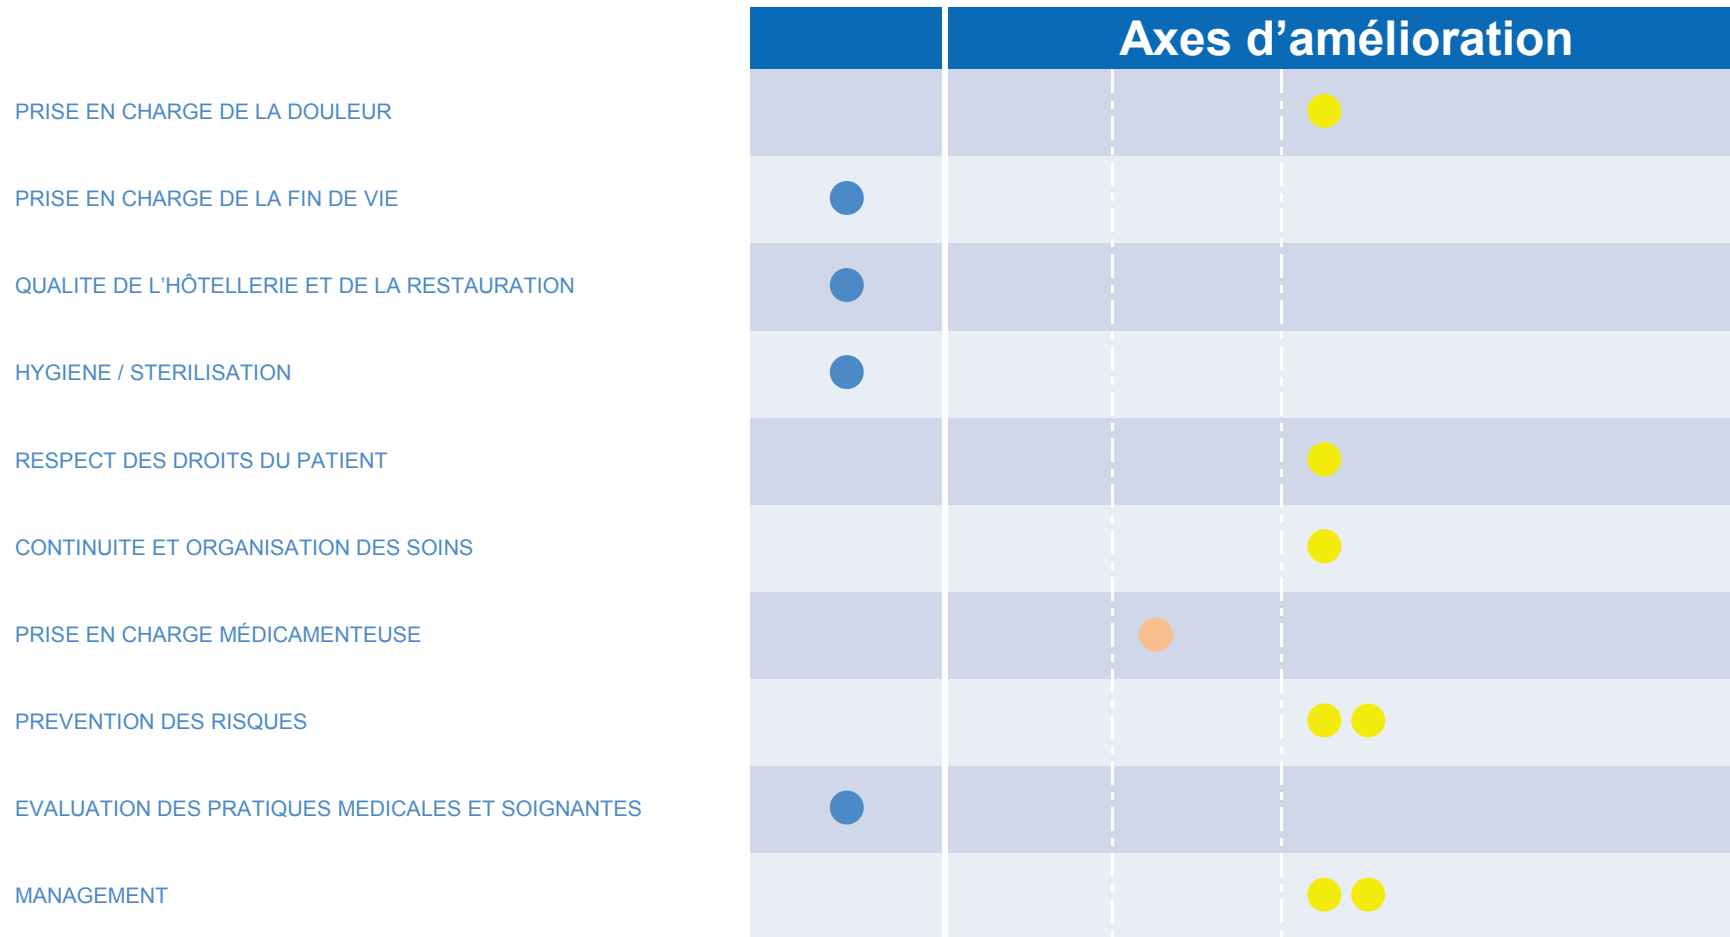 Axes d’amélioration
PRISE EN CHARGE DE LA DOULEUR
PRISE EN CHARGE DE LA FIN DE VIE
QUALITE DE L’HÔTELLERIE ET DE LA RESTAURATION
HYGIENE / STERILISATION
RESPECT DES DROITS DU PATIENT
CONTINUITE ET ORGANISATION DES SOINS
PRISE EN CHARGE MÉDICAMENTEUSE
PREVENTION DES RISQUES
EVALUATION DES PRATIQUES MEDICALES ET SOIGNANTES
MANAGEMENT